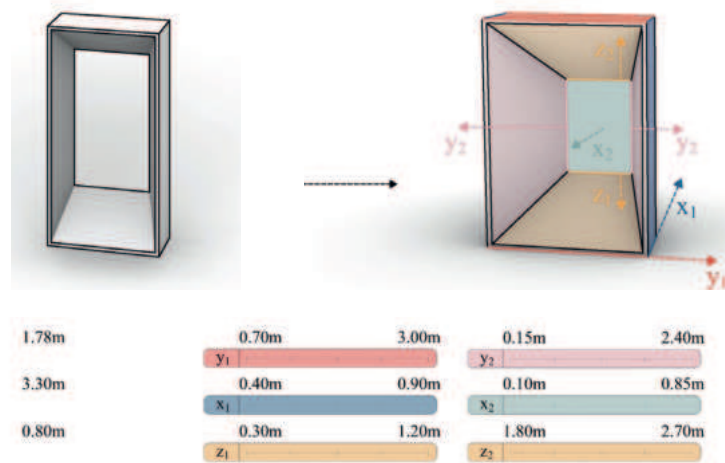 z₂
y₂
y₂
x₂
z₁
x₁
y₁
1.78m
0.70m
3.00m
0.15m
2.40m
y₁
y₂
3.30m
0.40m
0.90m
0.10m
0.85m
x₁
x₂
0.80m
0.30m
1.20m
1.80m
2.70m
z₁
z₂